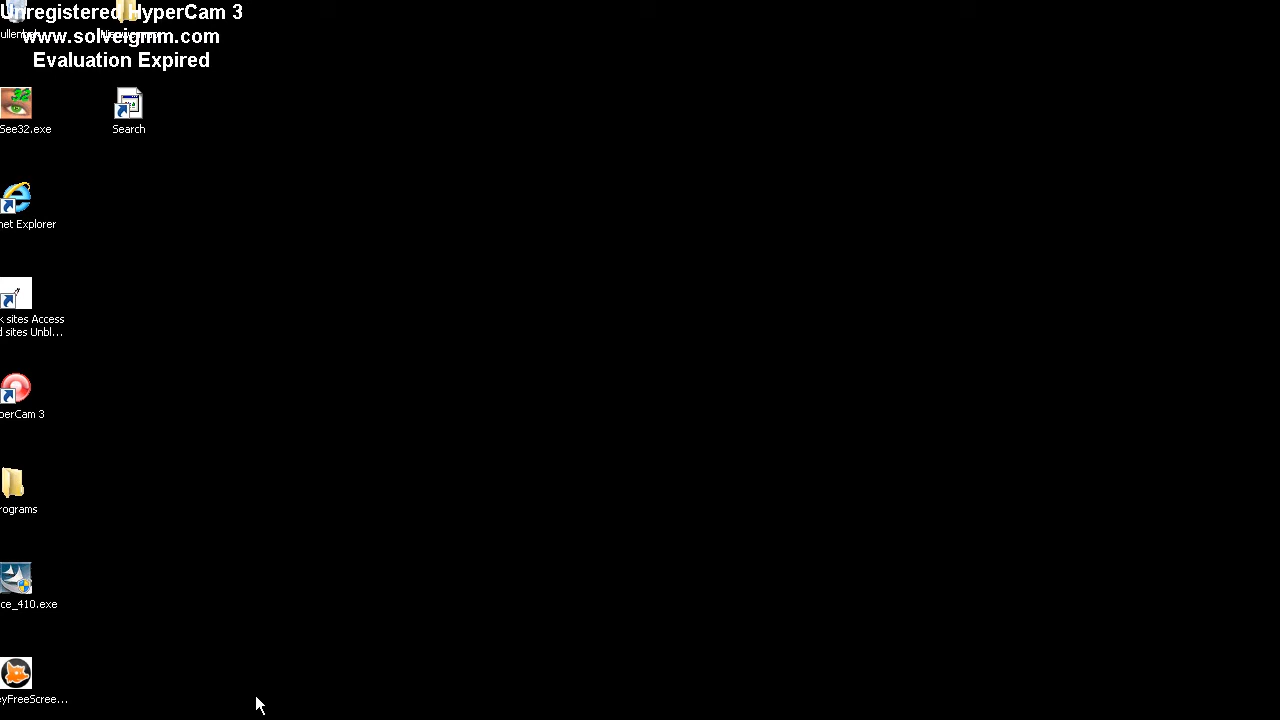 Unregistered HyperCam 3
www.solveigmm.com
Evaluation Expired
See32.exe
Search
net Explorer
k sites Access
d sites Unbl...
perCam 3
rograms
ce_410.exe
eyFreeScree...